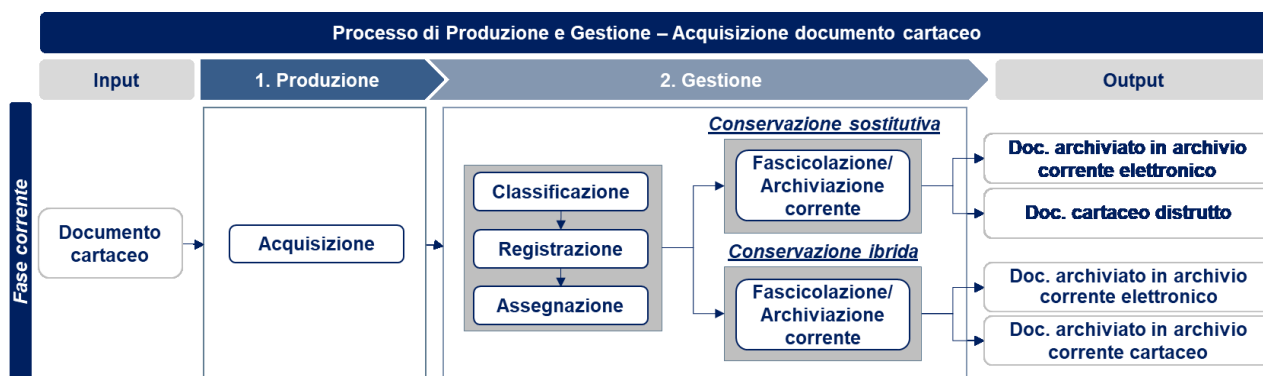 Processo di Produzione e Gestione – Acquisizione documento cartaceo
Input
1. Produzione
2. Gestione
Output
Fase corrente
Documento
cartaceo
Acquisizione
Classificazione
Registrazione
Assegnazione
Conservazione sostitutiva
Fascicolazione/
Archiviazione
corrente
Conservazione ibrida
Fascicolazione/
Archiviazione
corrente
Doc. archiviato in archivio
corrente elettronico
Doc. cartaceo distrutto
Doc. archiviato in archivio
corrente elettronico
Doc. archiviato in archivio
corrente cartaceo